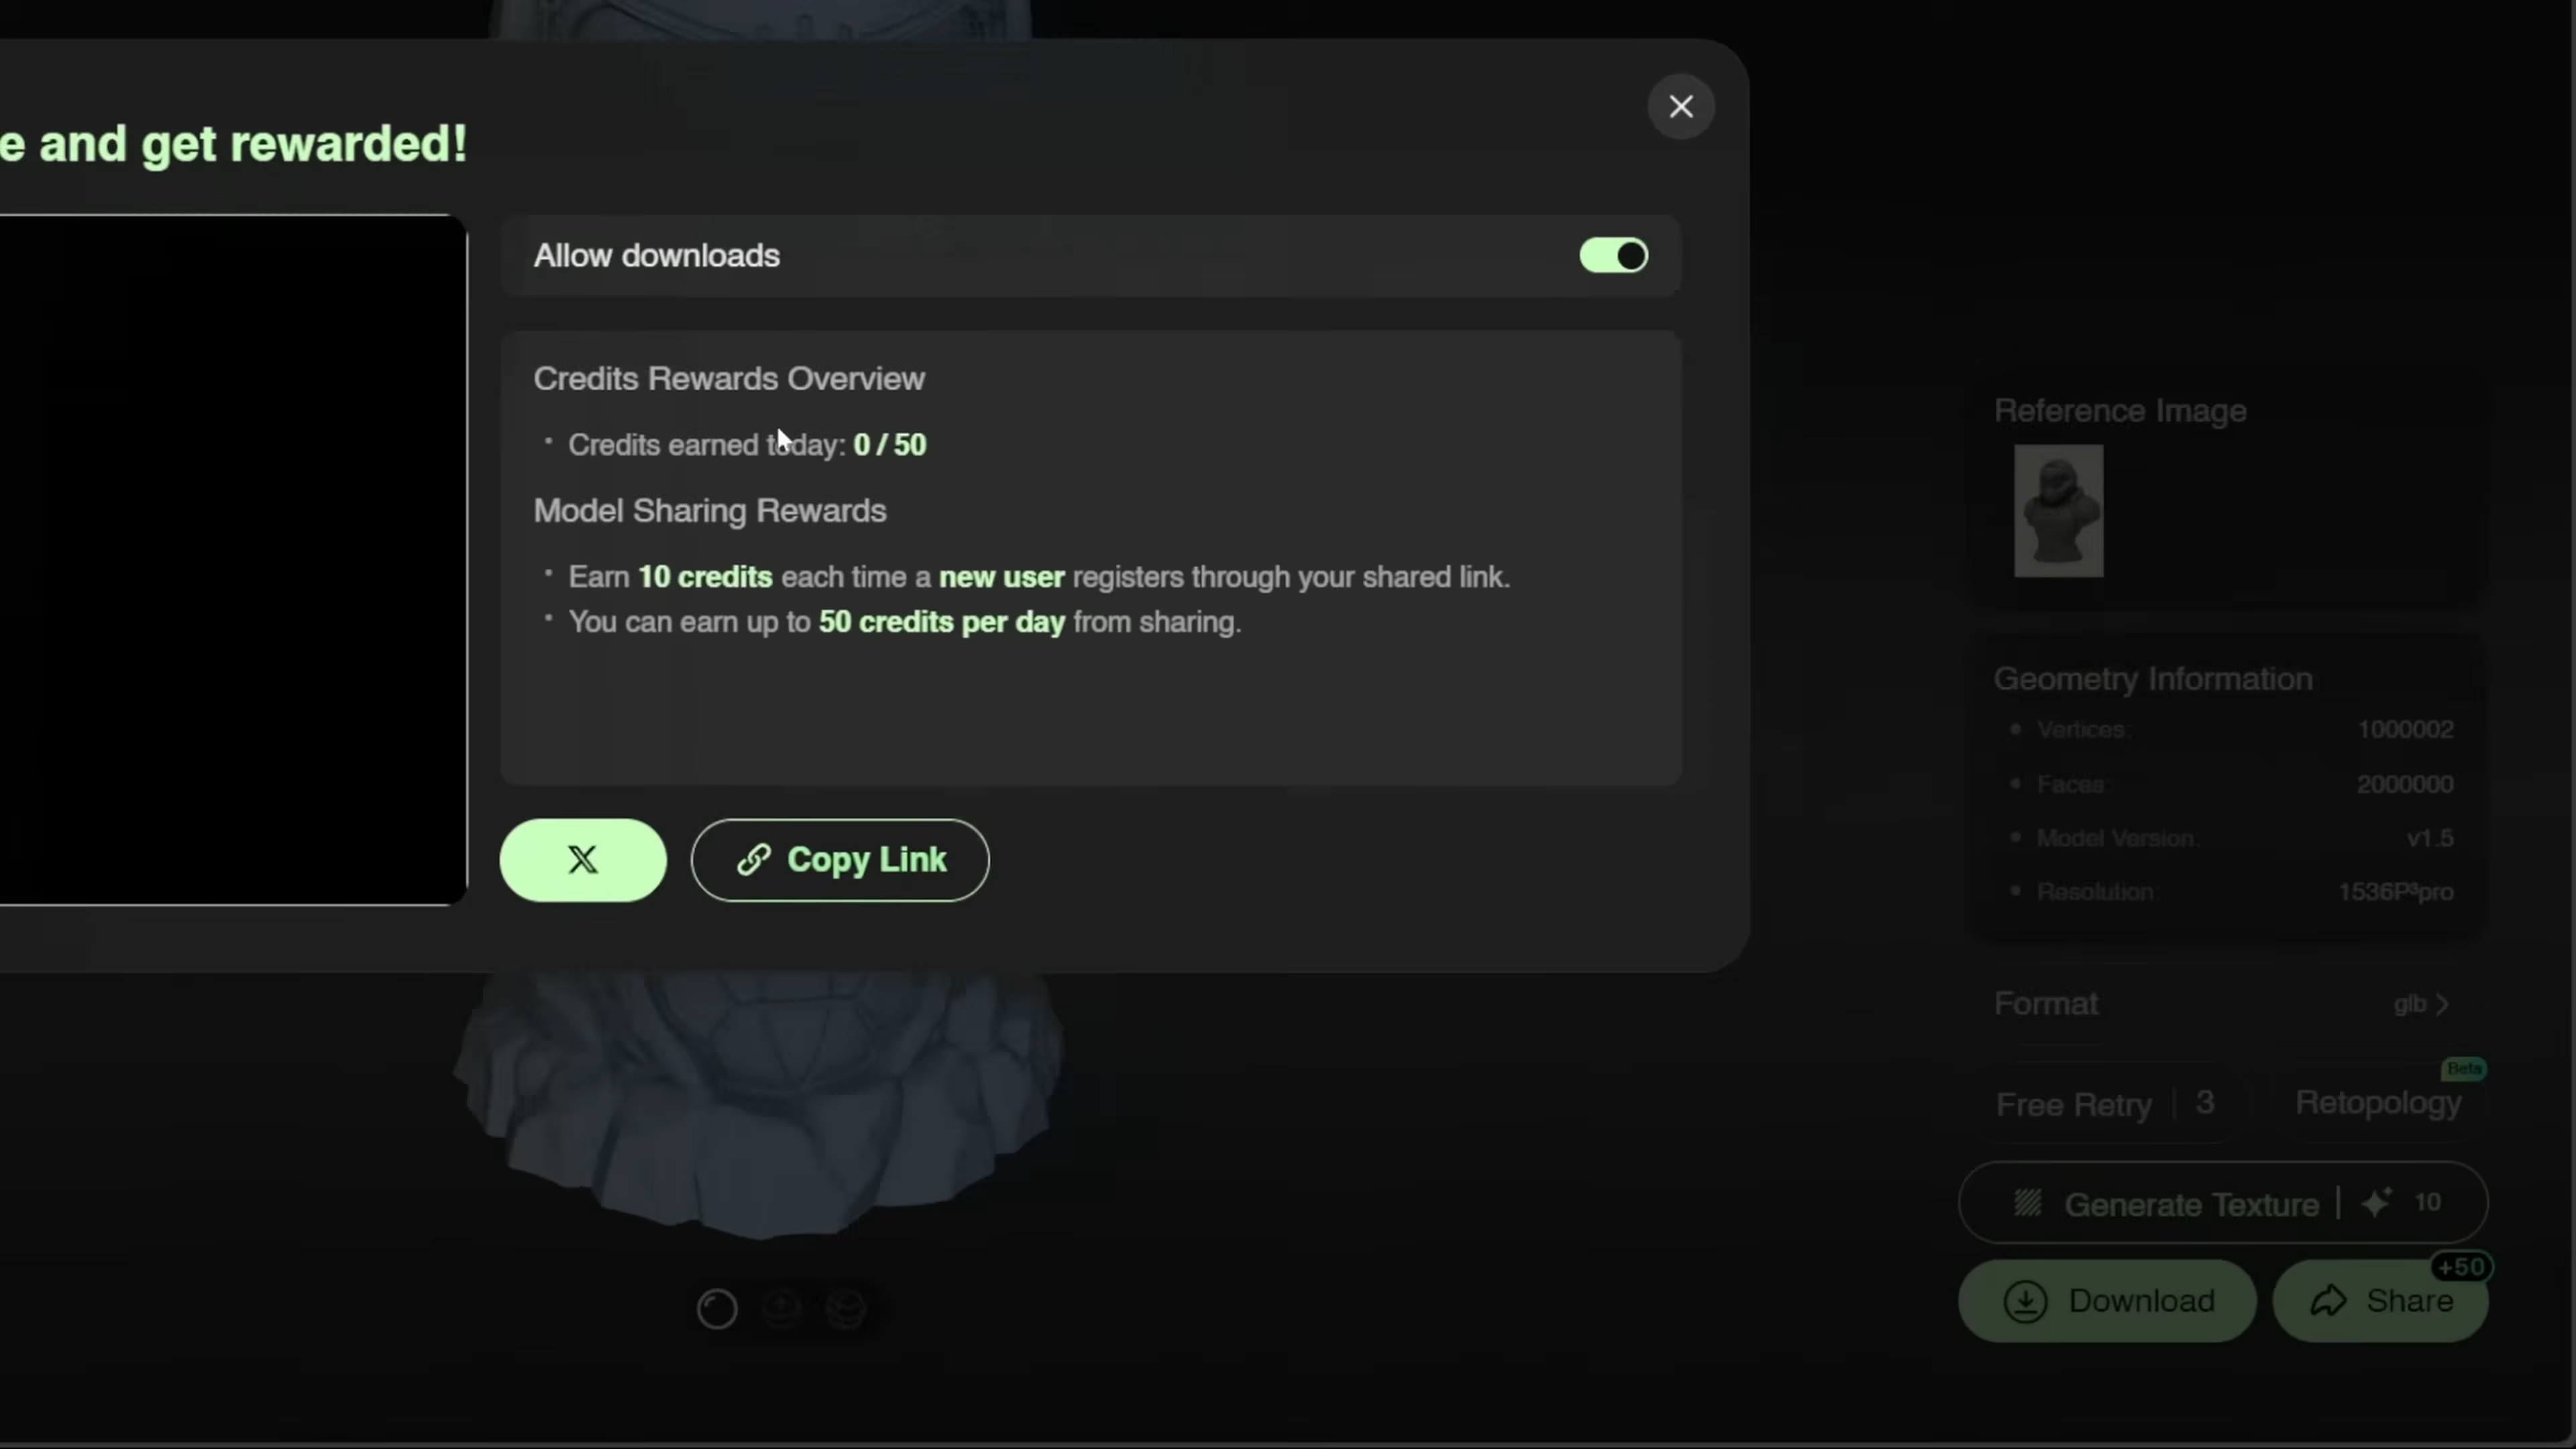 e and get rewarded!
Allow downloads
Credits Rewards Overview
• Credits earned today: 0 / 50
Model Sharing Rewards
• Earn 10 credits each time a new user registers through your shared link.
• You can earn up to 50 credits per day from sharing.
X
Copy Link
Reference Image
Geometry Information
• Vertices: 1000002
• Faces: 2000000
• Model Version: v1.5
• Resolution: 1536P³pro
Format glb >
Beta
Free Retry | 3 Retopology
Generate Texture | 10
+50
Download Share